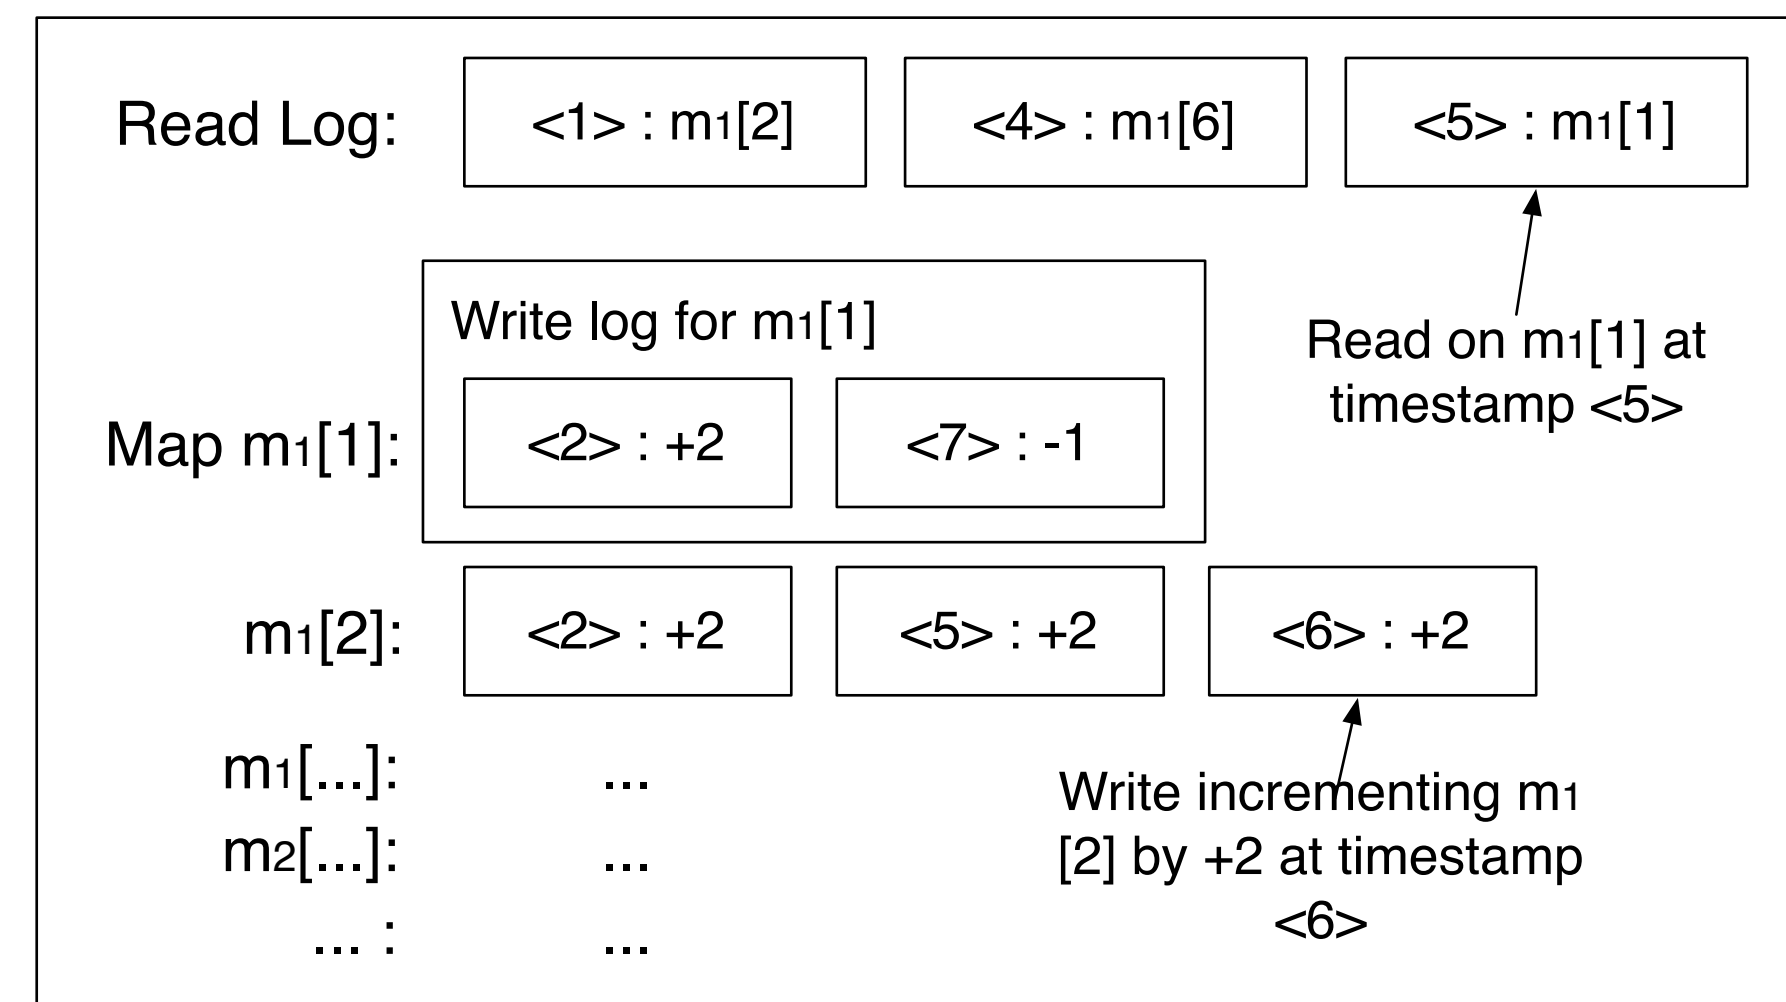 Read Log: <1> : m1[2] <4> : m1[6] <5> : m1[1]
Write log for m1[1]
Read on m1[1] at
timestamp <5>
Map m1[1]: <2> : +2 <7> : -1
m1[2]: <2> : +2 <5> : +2 <6> : +2
m1[...]: ...
Write incrementing m1
[2] by +2 at timestamp
<6>
m2[...]: ...
... : ...